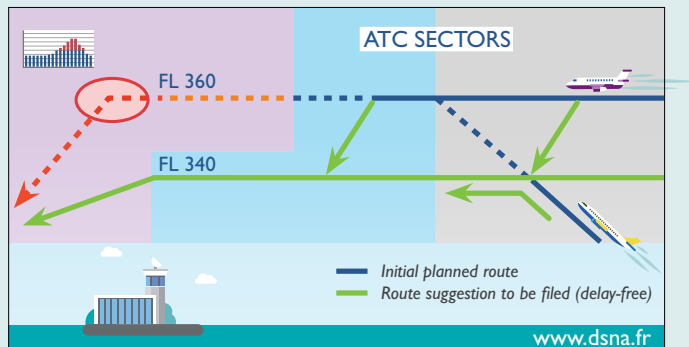 ATC SECTORS
FL 360
FL 340
Initial planned route
Route suggestion to be filed (delay-free)
www.dsna.fr